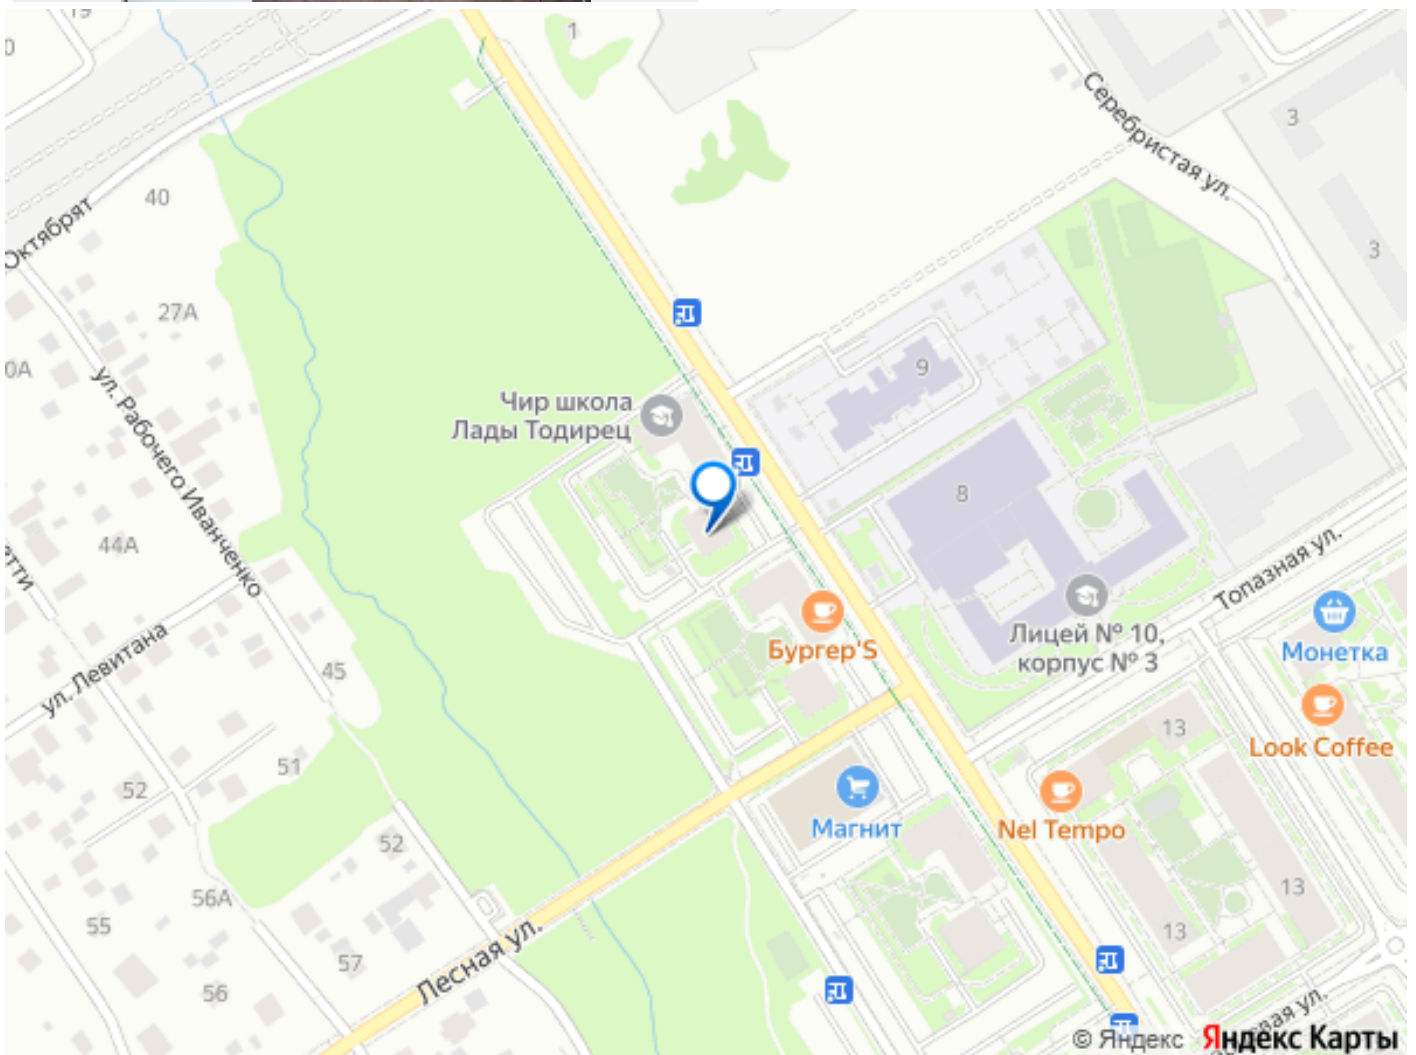 19
1
0
Серебристая ул.
3
3
40
Октябрят
27А
0А
9
Чир школа
Лады Тодирец
ул. Рабочего Иванченко
8
44А
Топазная ул.
Лицей № 10,
корпус № 3
Монетка
Бургер'S
ул. Левитана
45
13
Look Coffee
51
52
Магнит
Nel Tempo
52
56А
13
55
13
Лесная ул.
57
56
© Яндекс Яндекс Карты